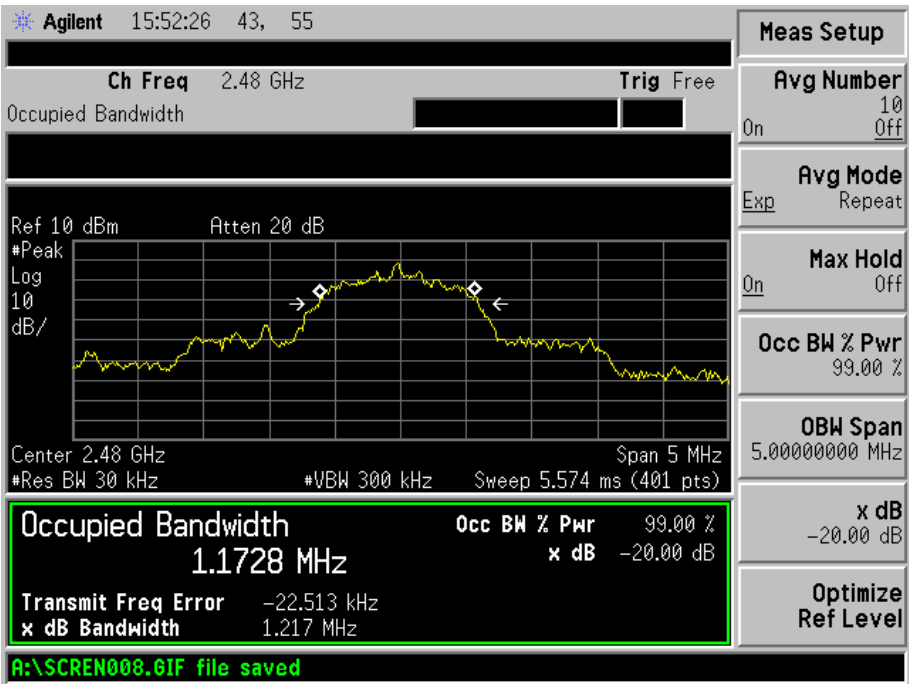 Agilent 15:52:26 43, 55
Ch Freq 2.48 GHz Trig Free
Occupied Bandwidth
Ref 10 dBm Atten 20 dB
#Peak
Log
10
dB/
Center 2.48 GHz Span 5 MHz
#Res BW 30 kHz #VBW 300 kHz Sweep 5.574 ms (401 pts)
Occupied Bandwidth Occ BW % Pwr 99.00 %
1.1728 MHz x dB -20.00 dB
Transmit Freq Error -22.513 kHz
x dB Bandwidth 1.217 MHz
A:\SCREN008.GIF file saved
Meas Setup
Avg Number
10
On Off
Avg Mode
Exp Repeat
Max Hold
On Off
Occ BW % Pwr
99.00 %
OBW Span
5.00000000 MHz
x dB
-20.00 dB
Optimize
Ref Level